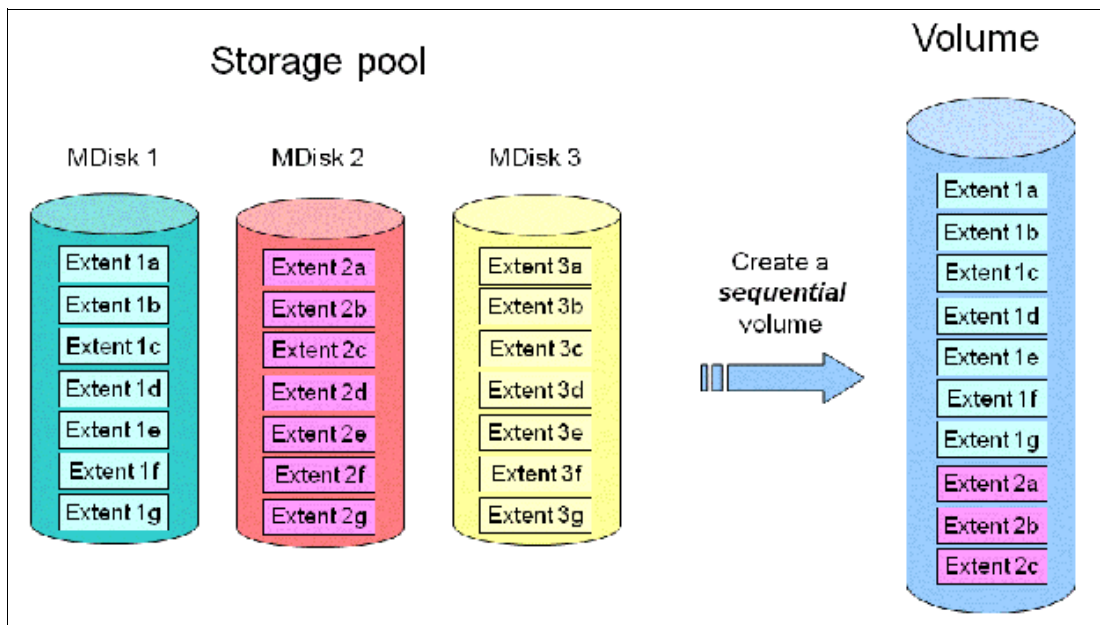 Storage pool
Volume
MDisk 1
MDisk 2
MDisk 3
Extent 1a
Extent 1b
Extent 1c
Extent 1d
Extent 1e
Extent 1f
Extent 1g
Extent 2a
Extent 2b
Extent 2c
Extent 2d
Extent 2e
Extent 2f
Extent 2g
Extent 3a
Extent 3b
Extent 3c
Extent 3d
Extent 3e
Extent 3f
Extent 3g
Create a
sequential
volume
Extent 1a
Extent 1b
Extent 1c
Extent 1d
Extent 1e
Extent 1f
Extent 1g
Extent 2a
Extent 2b
Extent 2c